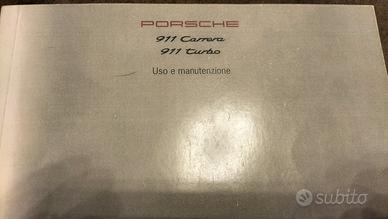 PORSCHE
911 Carrera
911 turbo
Uso e manutenzione
subito